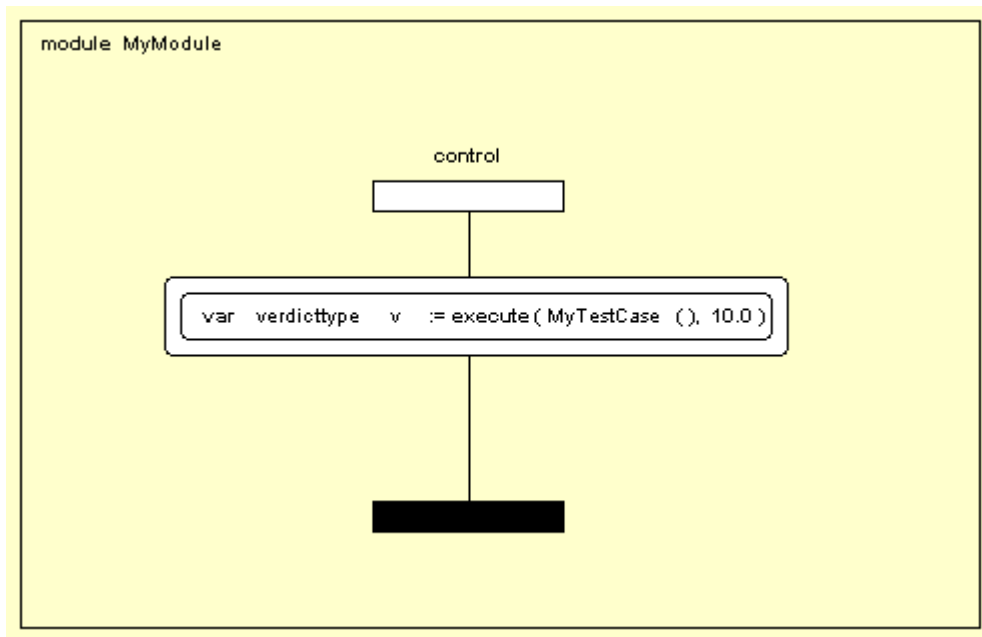 module MyModule
control
var verdicttype v := execute ( MyTestCase (), 10.0 )